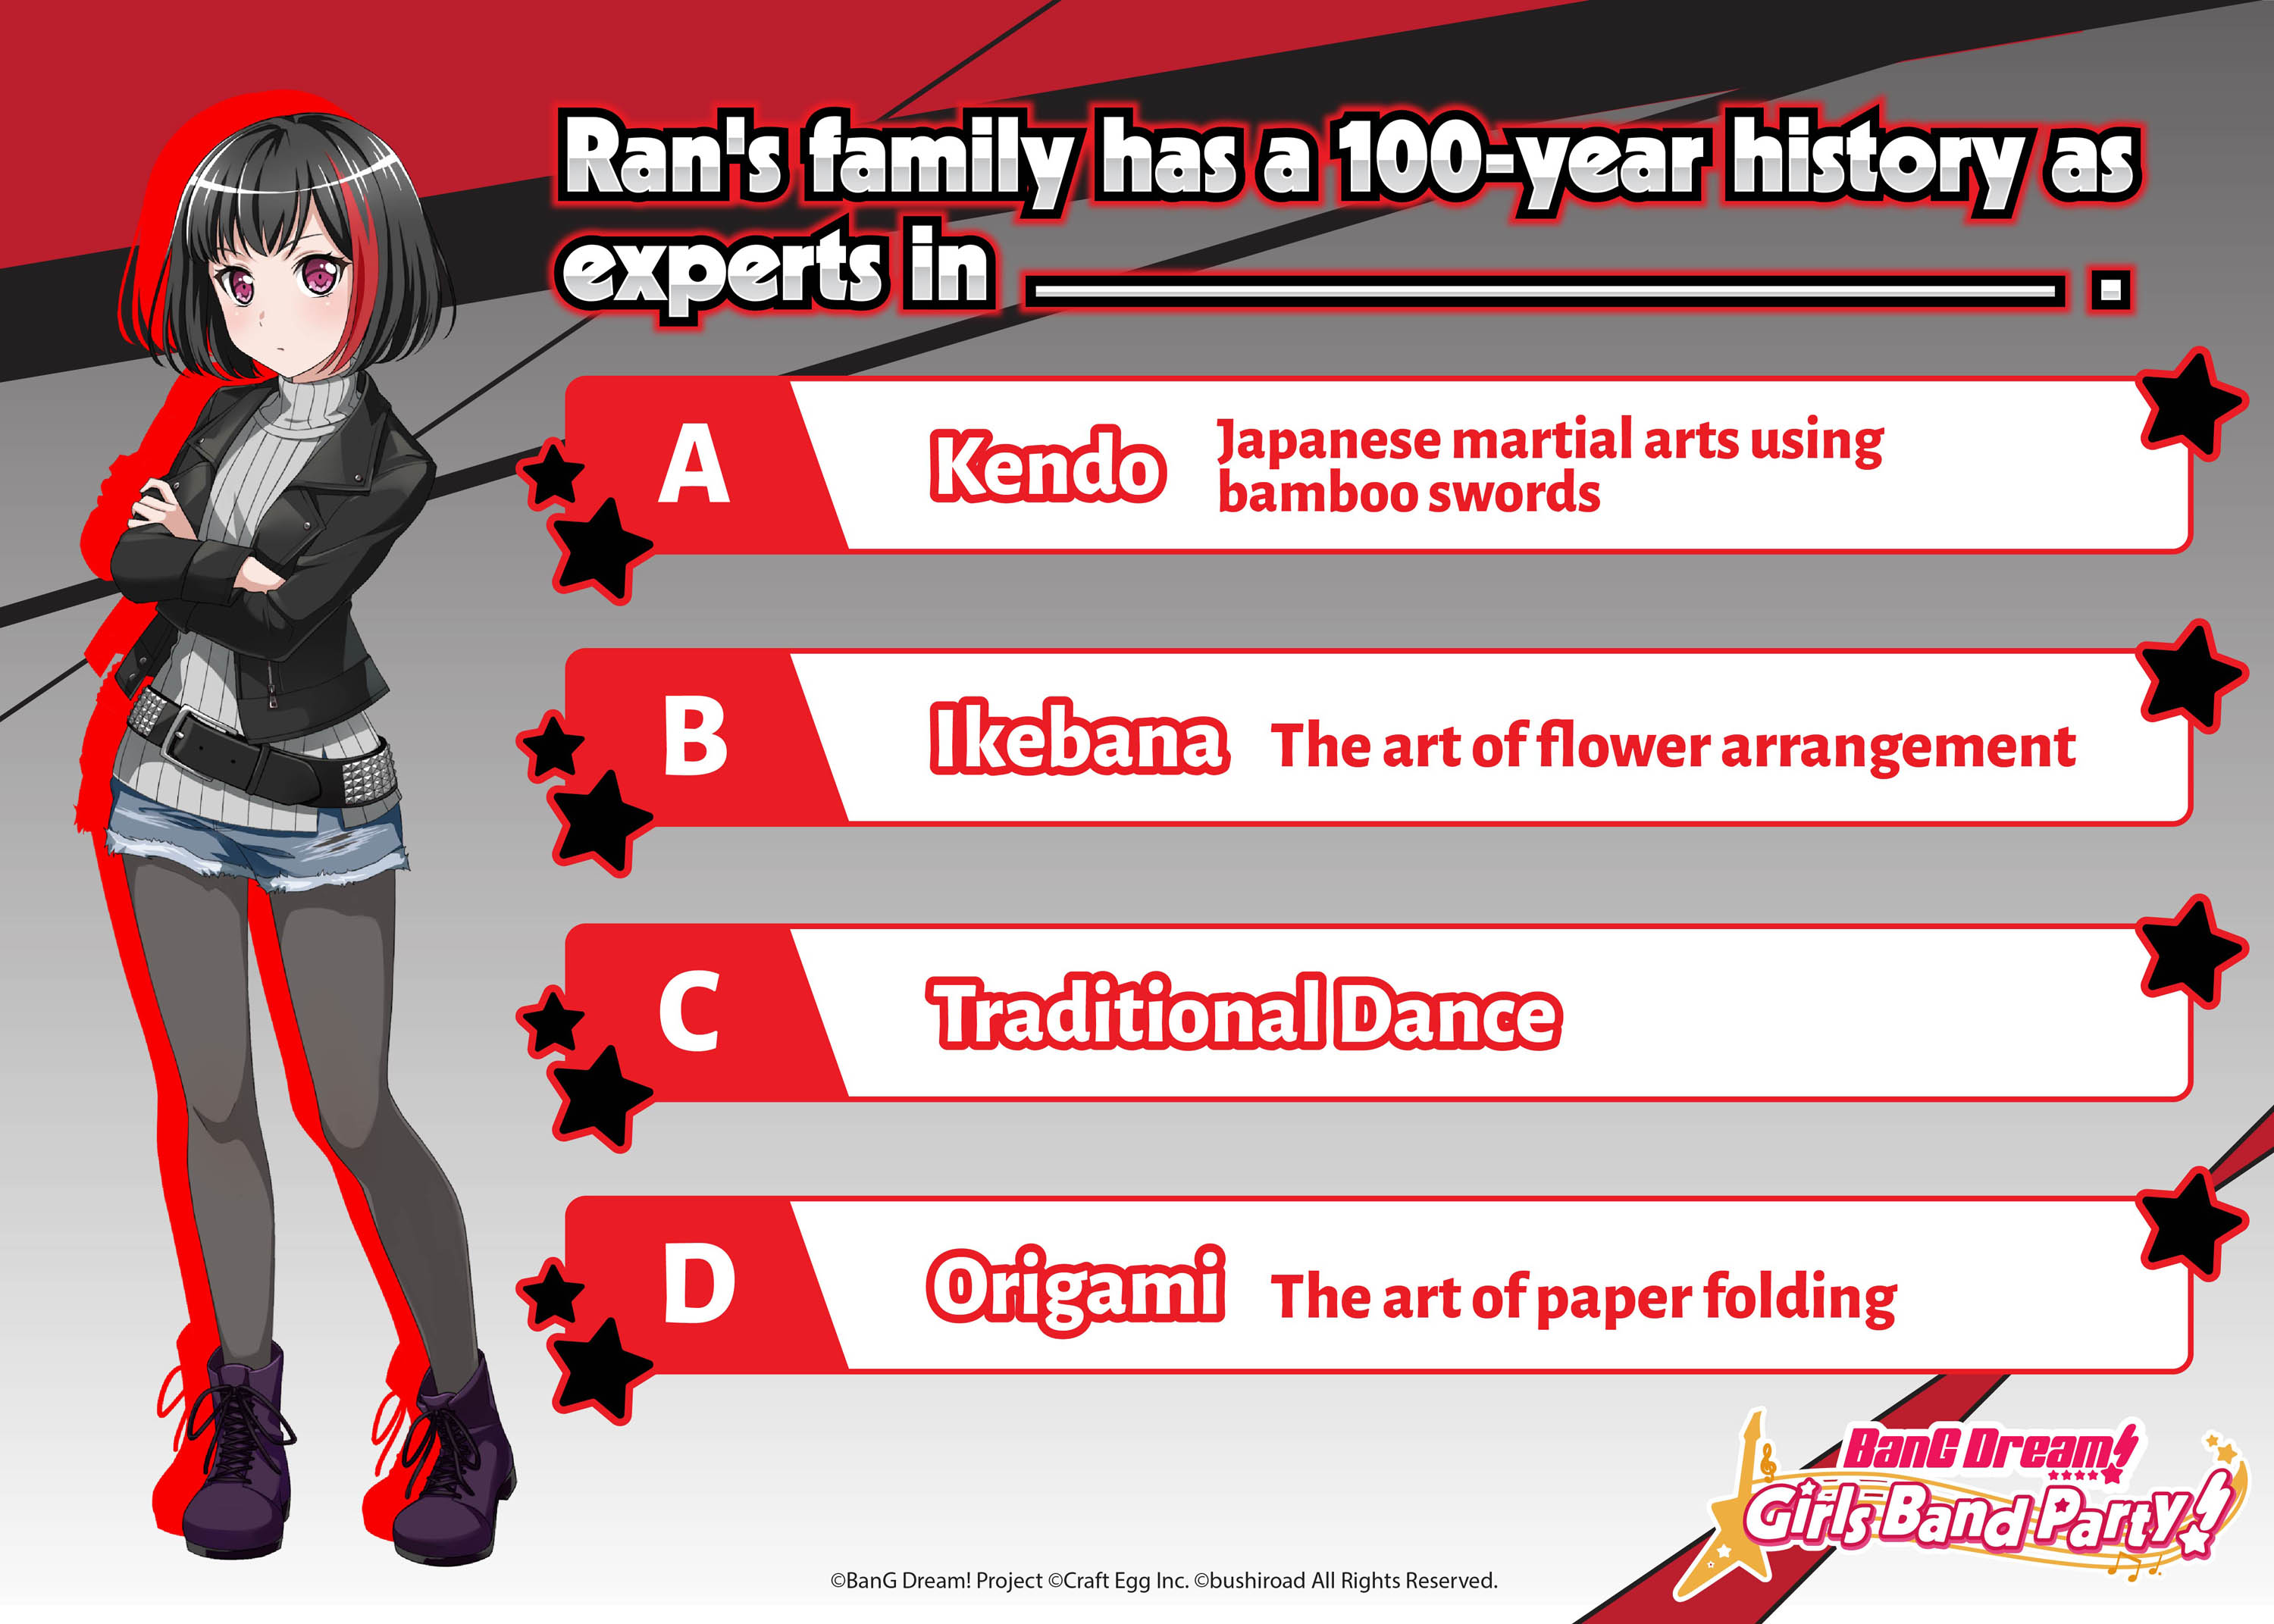 Ran's family has a 100-year history as
experts in ________________ .
A
Kendo
Japanese martial arts using
bamboo swords
B
Ikebana The art of flower arrangement
C
Traditional Dance
D
Origami The art of paper folding
BanG Dream!
Girls Band Party!
©BanG Dream! Project ©Craft Egg Inc. ©bushiroad All Rights Reserved.